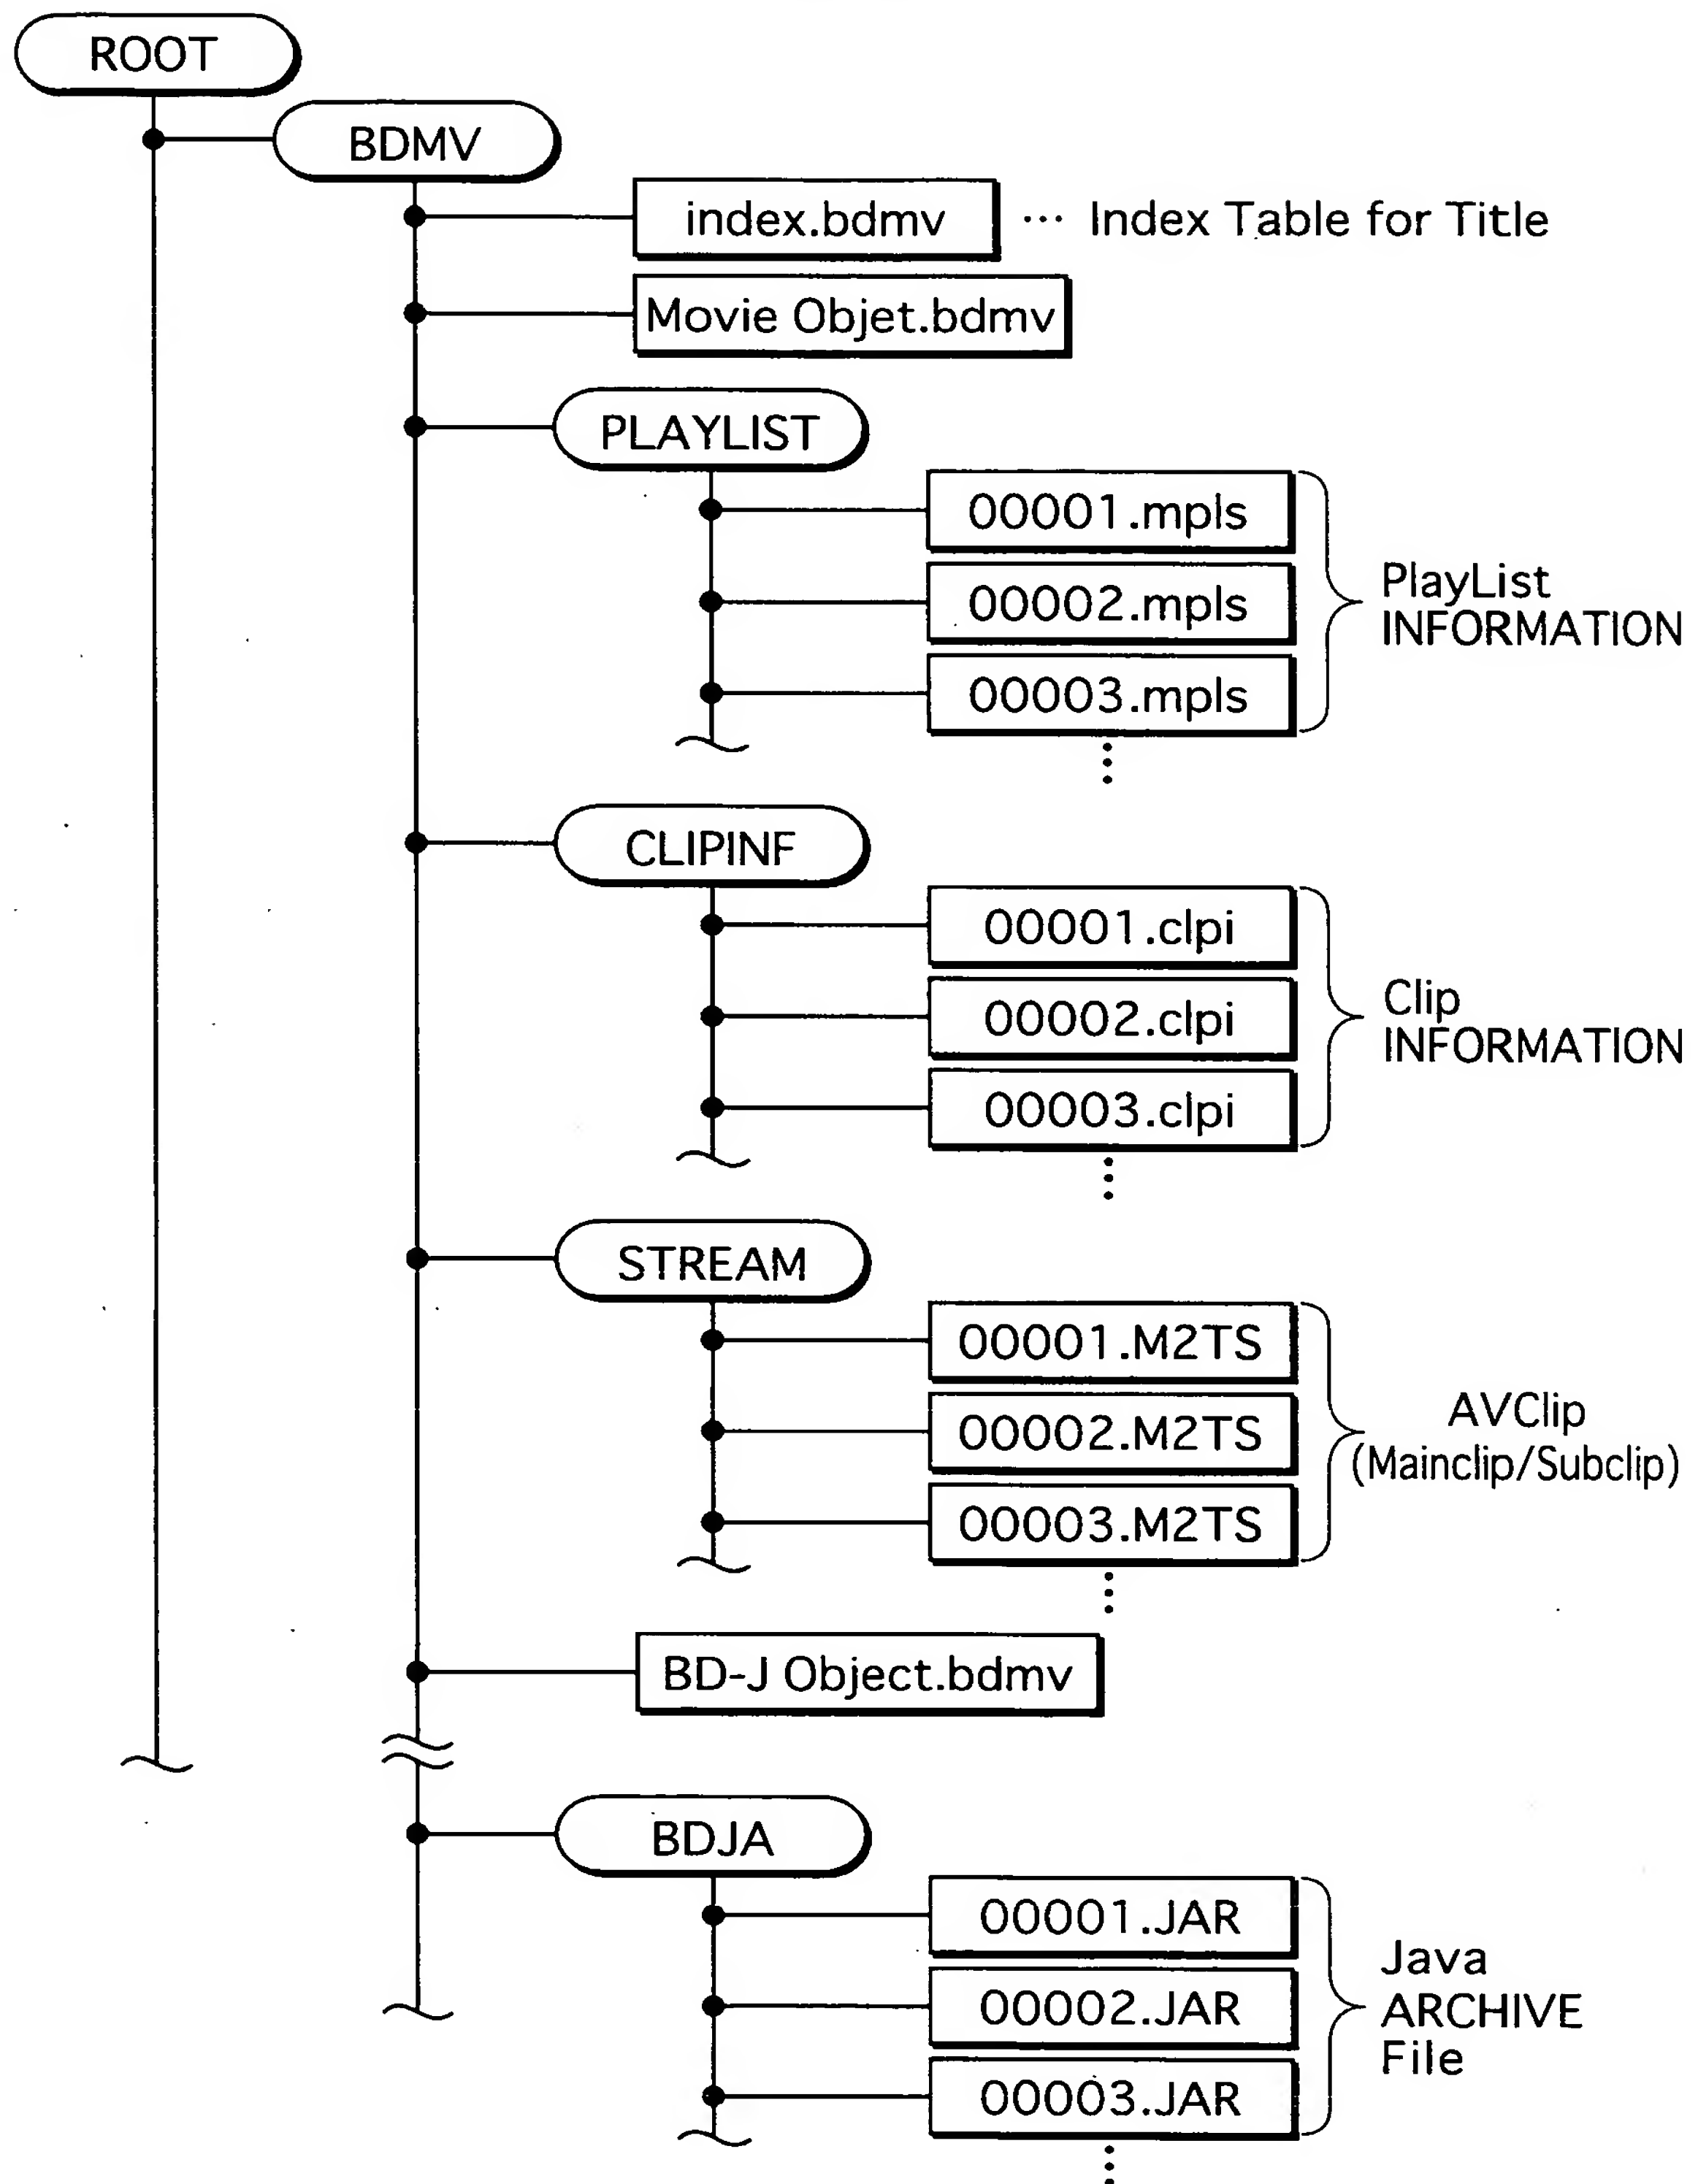 ROOT
BDMV
index.bdmv ··· Index Table for Title
Movie Objet.bdmv
PLAYLIST
00001.mpls
00002.mpls
00003.mpls
PlayList
INFORMATION
CLIPINF
00001.clpi
00002.clpi
00003.clpi
Clip
INFORMATION
STREAM
00001.M2TS
00002.M2TS
00003.M2TS
AVClip
(Mainclip/Subclip)
BD-J Object.bdmv
BDJA
00001.JAR
00002.JAR
00003.JAR
Java
ARCHIVE
File